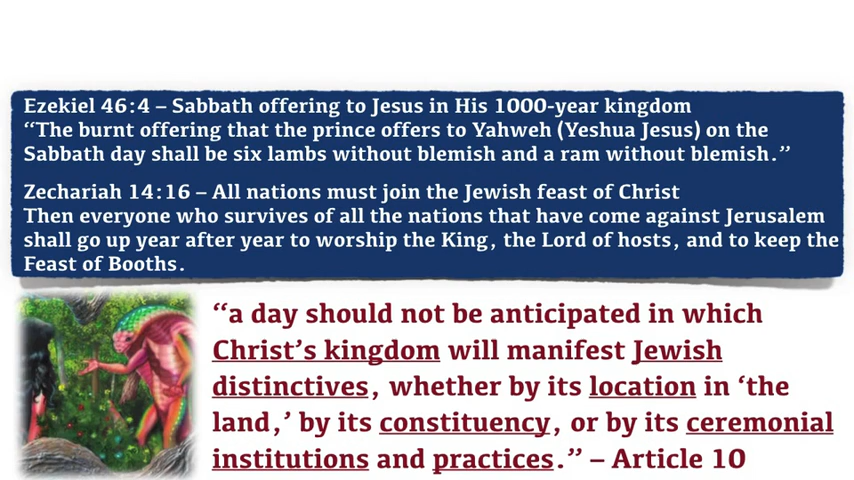 Ezekiel 46:4 – Sabbath offering to Jesus in His 1000-year kingdom
“The burnt offering that the prince offers to Yahweh (Yeshua Jesus) on the
Sabbath day shall be six lambs without blemish and a ram without blemish.”
Zechariah 14:16 – All nations must join the Jewish feast of Christ
Then everyone who survives of all the nations that have come against Jerusalem
shall go up year after year to worship the King, the Lord of hosts, and to keep the
Feast of Booths.
“a day should not be anticipated in which
Christ’s kingdom will manifest Jewish
distinctives, whether by its location in ‘the
land,’ by its constituency, or by its ceremonial
institutions and practices.” – Article 10